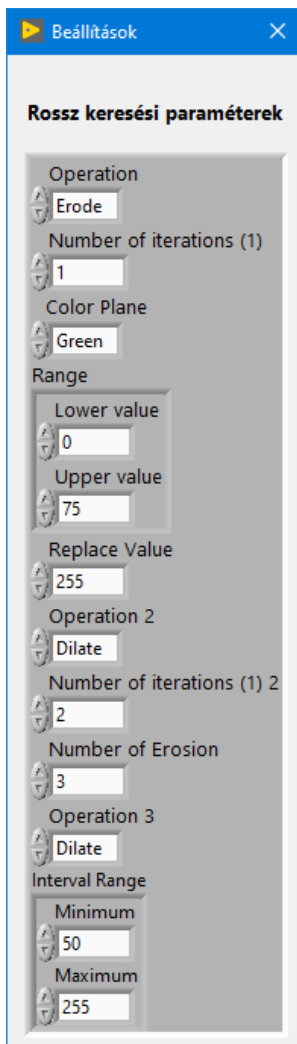 Beállítások
Rossz keresési paraméterek
Operation
Erode
Number of iterations (1)
1
Color Plane
Green
Range
Lower value
0
Upper value
75
Replace Value
255
Operation 2
Dilate
Number of iterations (1) 2
2
Number of Erosion
3
Operation 3
Dilate
Interval Range
Minimum
50
Maximum
255